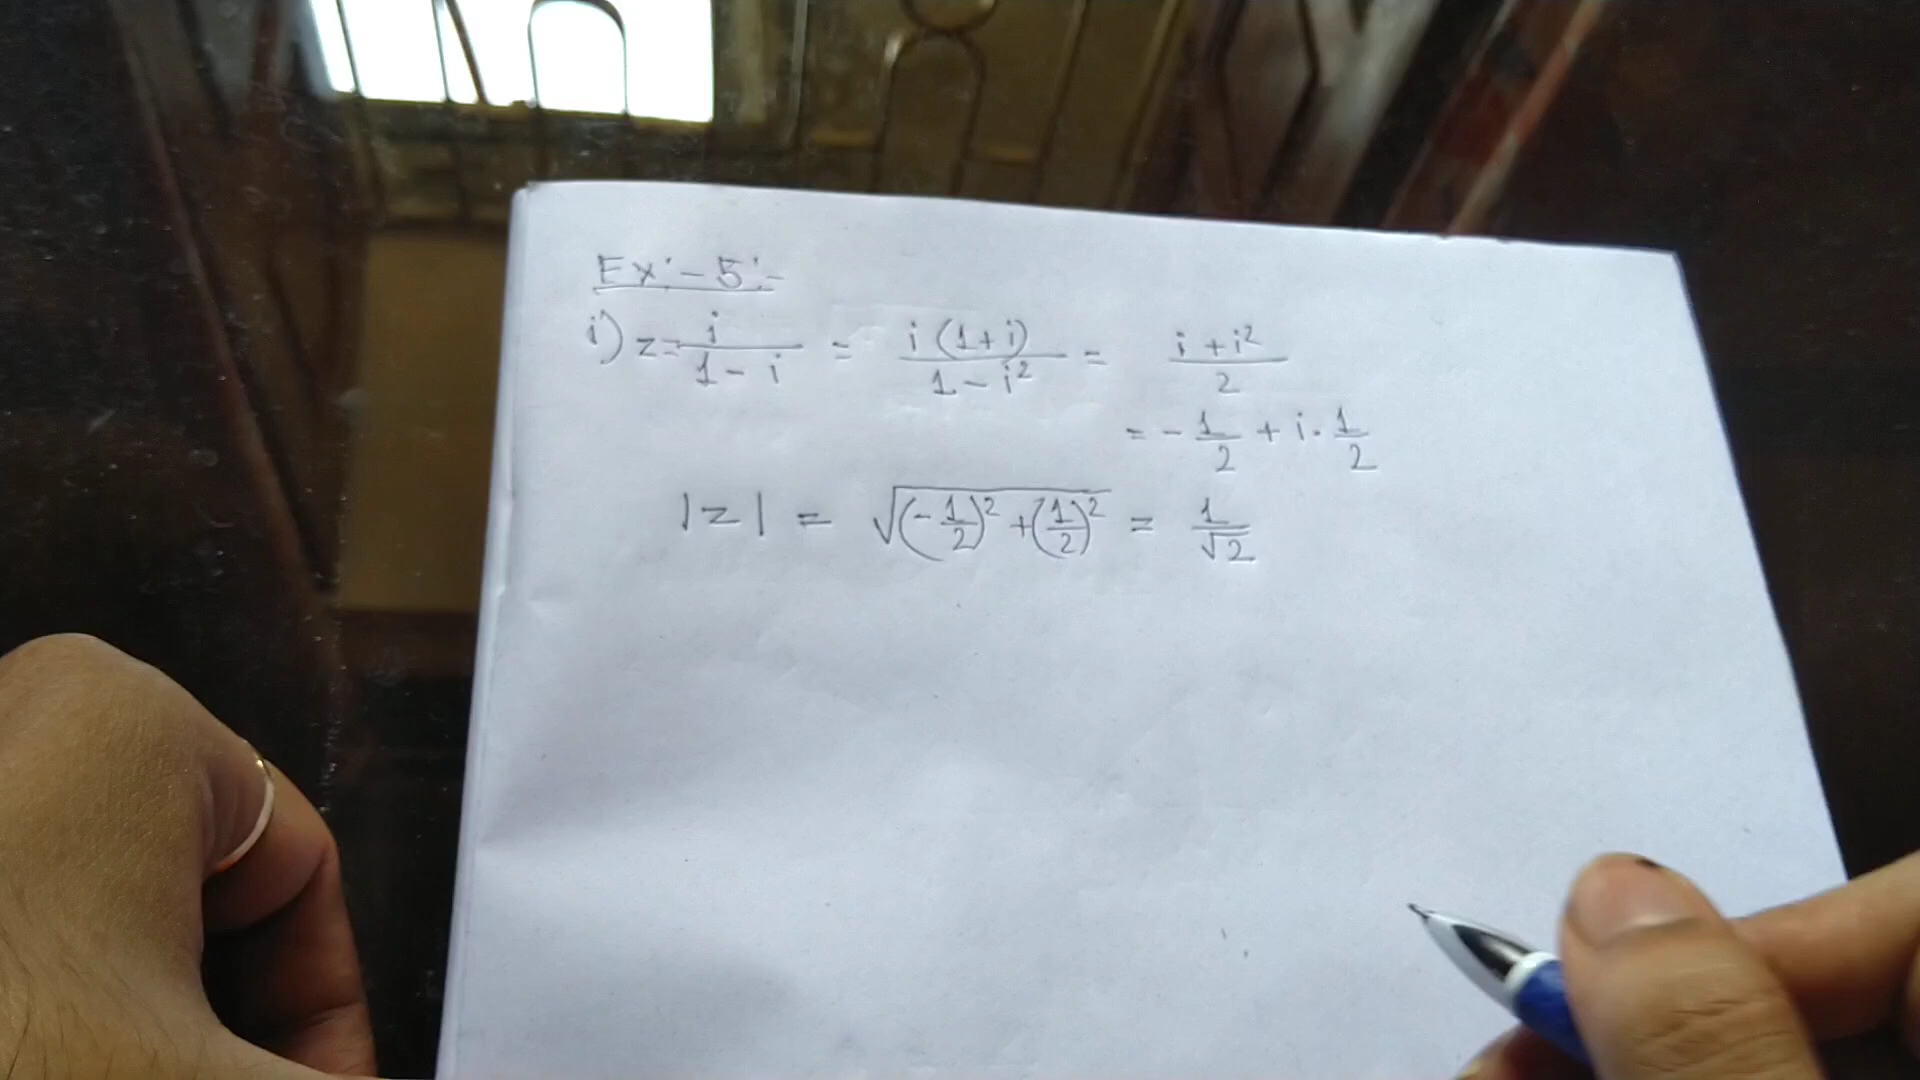 Ex:- 5:-
i) z = i/(1 - i) = i(1+i)/(1 - i²) = (i + i²)/2
= - 1/2 + i. 1/2
|z| = √((-1/2)² + (1/2)²) = 1/√2